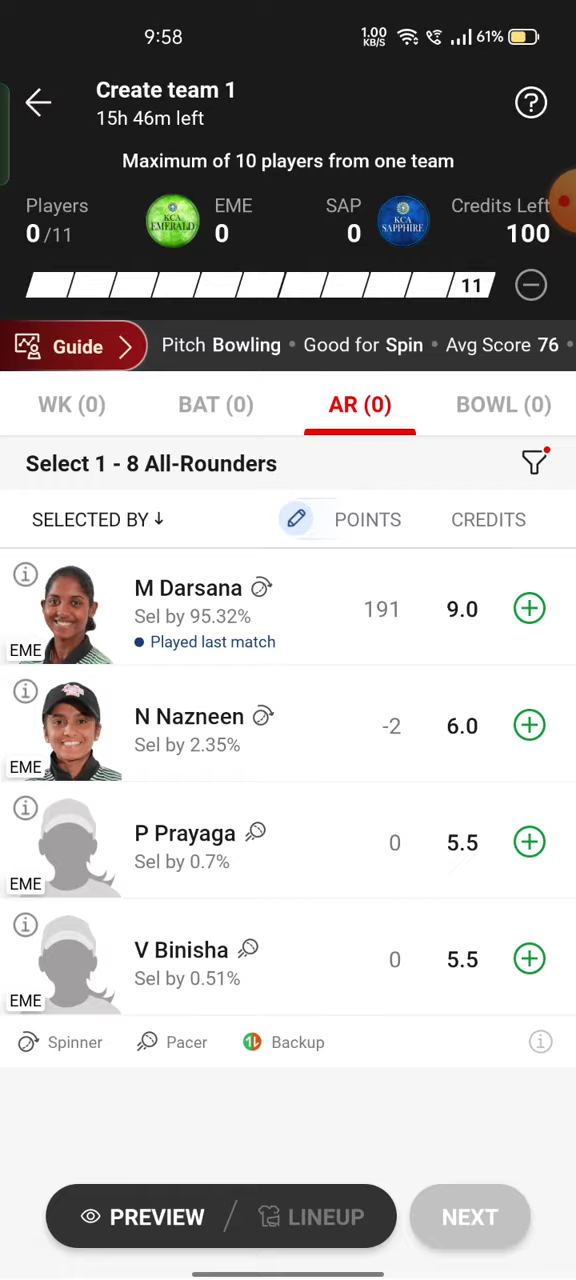 9:58
1.00 KB/S 61%
Create team 1
15h 46m left
Maximum of 10 players from one team
Players EME SAP Credits Left
0/11 KCA EMERALD 0 0 KCA SAPPHIRE 100
11
Guide Pitch Bowling • Good for Spin • Avg Score 76 •
WK (0) BAT (0) AR (0) BOWL (0)
Select 1 - 8 All-Rounders
SELECTED BY ↓ POINTS CREDITS
M Darsana
Sel by 95.32% 191 9.0
• Played last match
EME
N Nazneen
Sel by 2.35% -2 6.0
EME
P Prayaga
Sel by 0.7% 0 5.5
EME
V Binisha
Sel by 0.51% 0 5.5
EME
Spinner Pacer Backup
PREVIEW / LINEUP NEXT